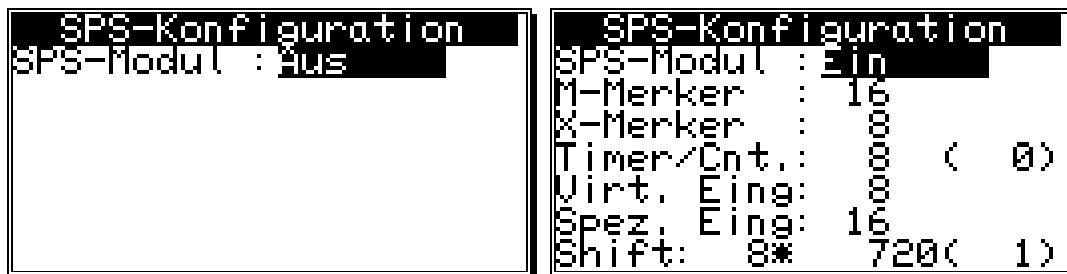 SPS-Konfiguration
SPS-Modul : Aus
SPS-Konfiguration
SPS-Modul : Ein
M-Merker : 16
X-Merker : 8
Timer/Cnt.: 8 ( 0)
Virt. Eing: 8
Spez. Eing: 16
Shift: 8* 720( 1)